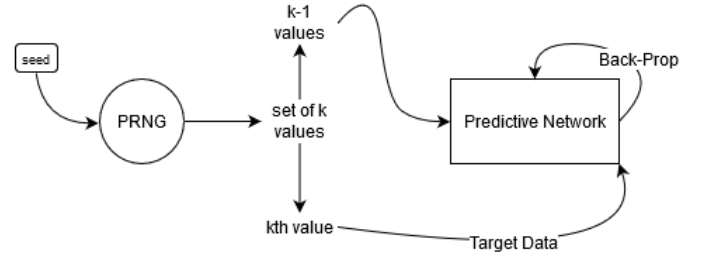 k-1
values
seed
Back-Prop
PRNG
set of k
values
Predictive Network
kth value
Target Data